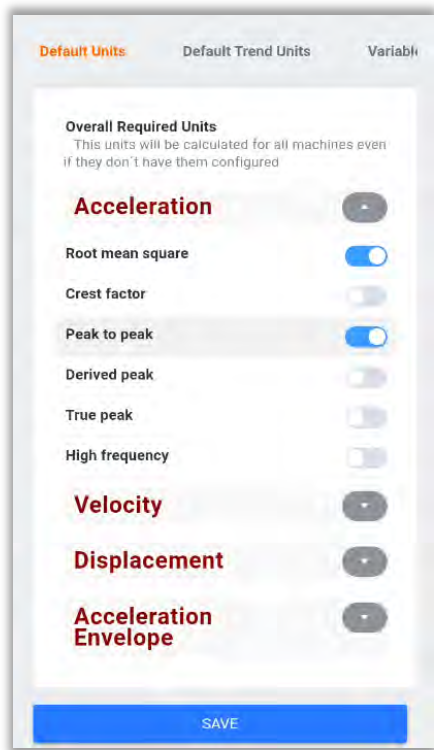 Default Units Default Trend Units Variable
Overall Required Units
This units will be calculated for all machines even
if they don´t have them configured
Acceleration
Root mean square
Crest factor
Peak to peak
Derived peak
True peak
High frequency
Velocity
Displacement
Acceleration
Envelope
SAVE